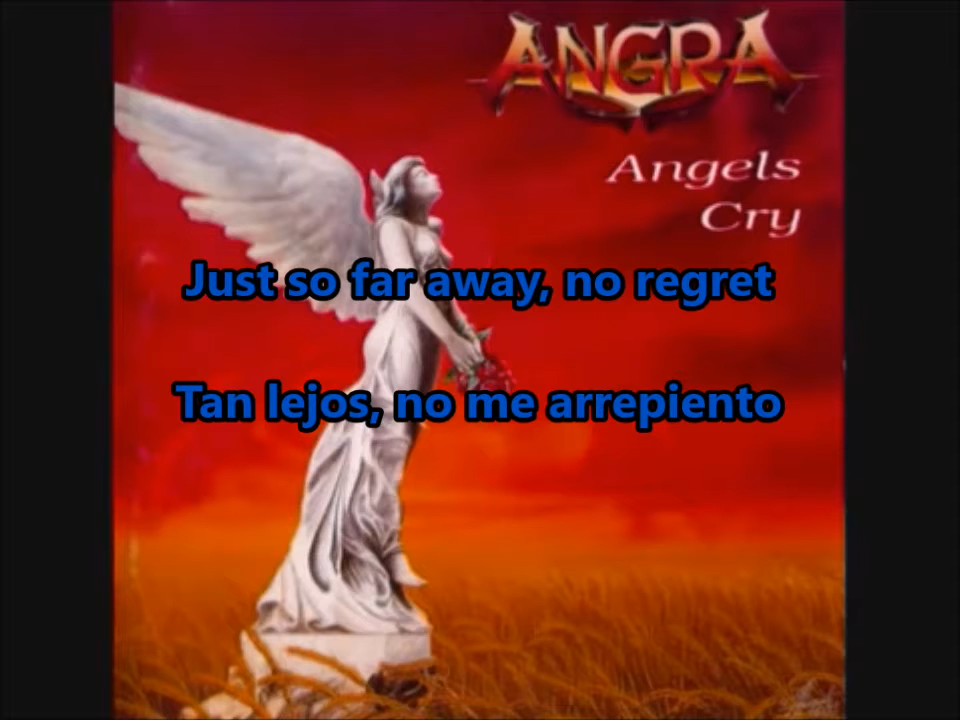 ANGRA
Angels
Cry
Just so far away, no regret
Tan lejos, no me arrepiento